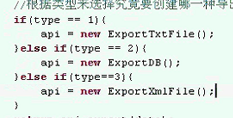 //根据类型来选择究竟要创建哪一种导出
if(type == 1){
api = new ExportTxtFile();
}else if(type == 2){
api = new ExportDB();
}else if(type==3){
api = new ExportXmlFile();
}